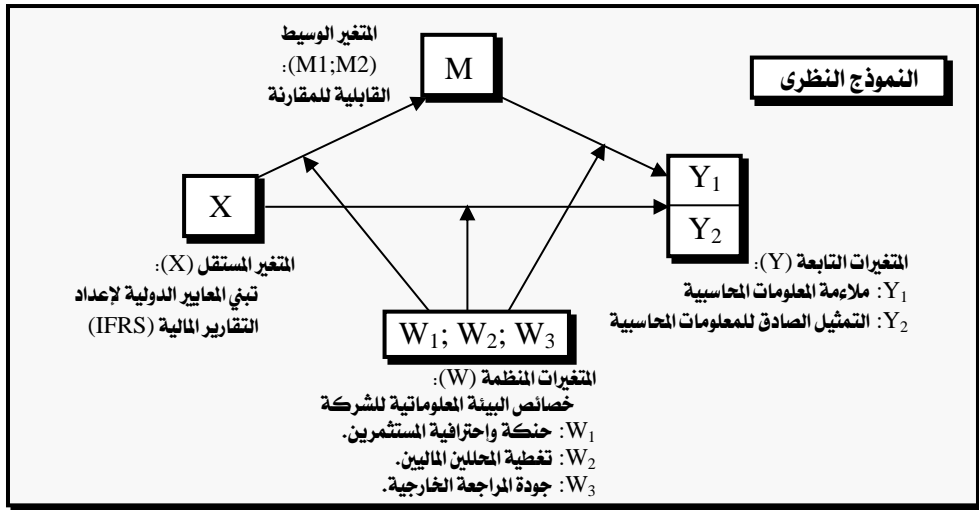 النموذج النظرى
المتغير الوسيط
(M1;M2):
القابلية للمقارنة
M
X
Y₁
Y₂
المتغير المستقل (X):
تبني المعايير الدولية لإعداد
التقارير المالية (IFRS)
المتغيرات التابعة (Y):
Y₁: ملاءمة المعلومات المحاسبية
Y₂: التمثيل الصادق للمعلومات المحاسبية
W₁; W₂; W₃
المتغيرات المنظمة (W):
خصائص البيئة المعلوماتية للشركة
W₁: حنكة وإحترافية المستثمرين.
W₂: تغطية المحللين الماليين.
W₃: جودة المراجعة الخارجية.